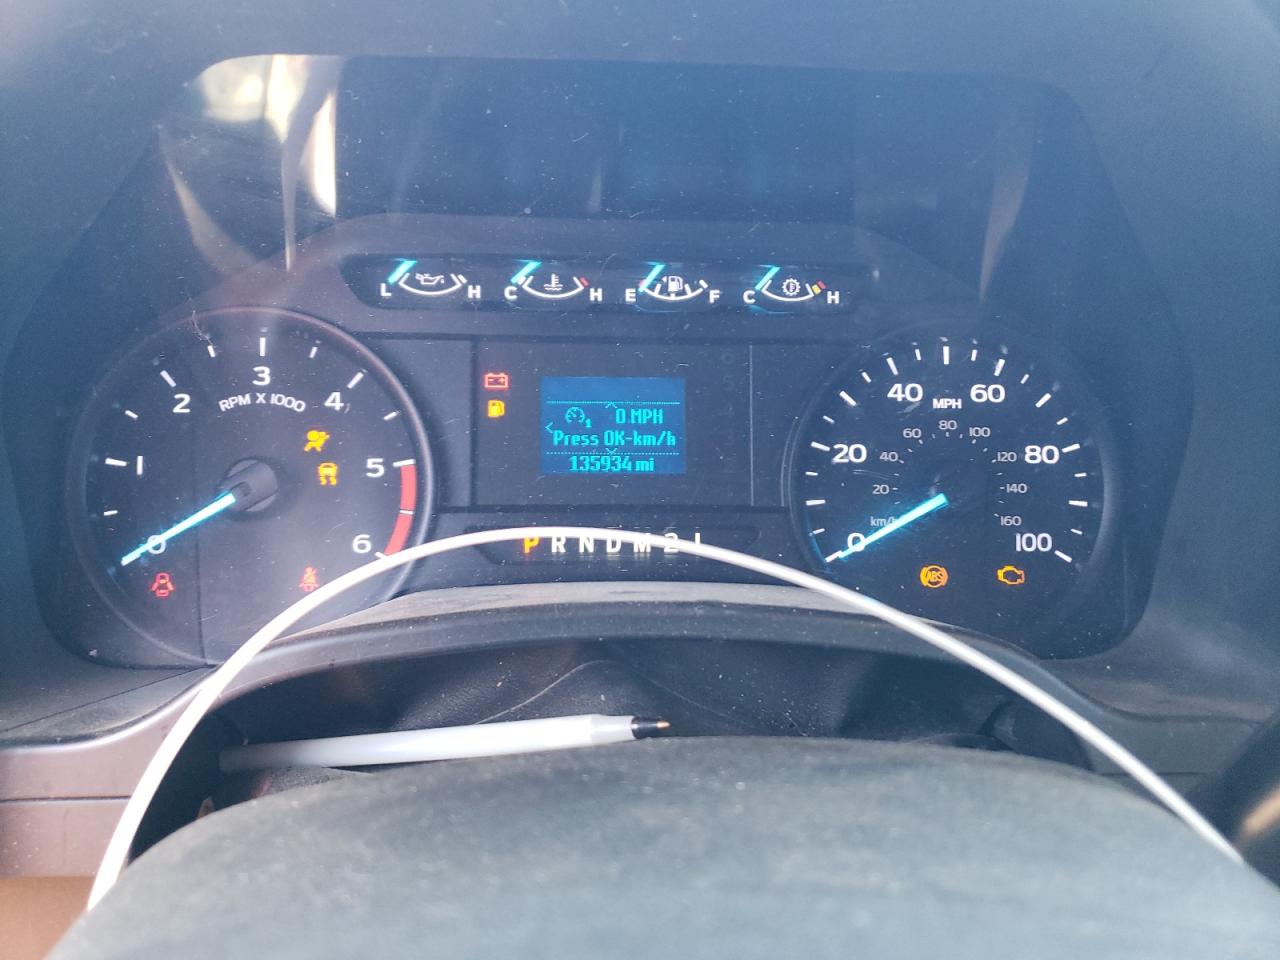 L H C H E F C H
3
2 4
RPM X 1000
1 5
0 6
0 MPH
Press OK-km/h
135934 mi
P R N D M 2 1
40 60
MPH
60 80 100
20 40 120 80
20 140
km/h 160
0 100
ABS